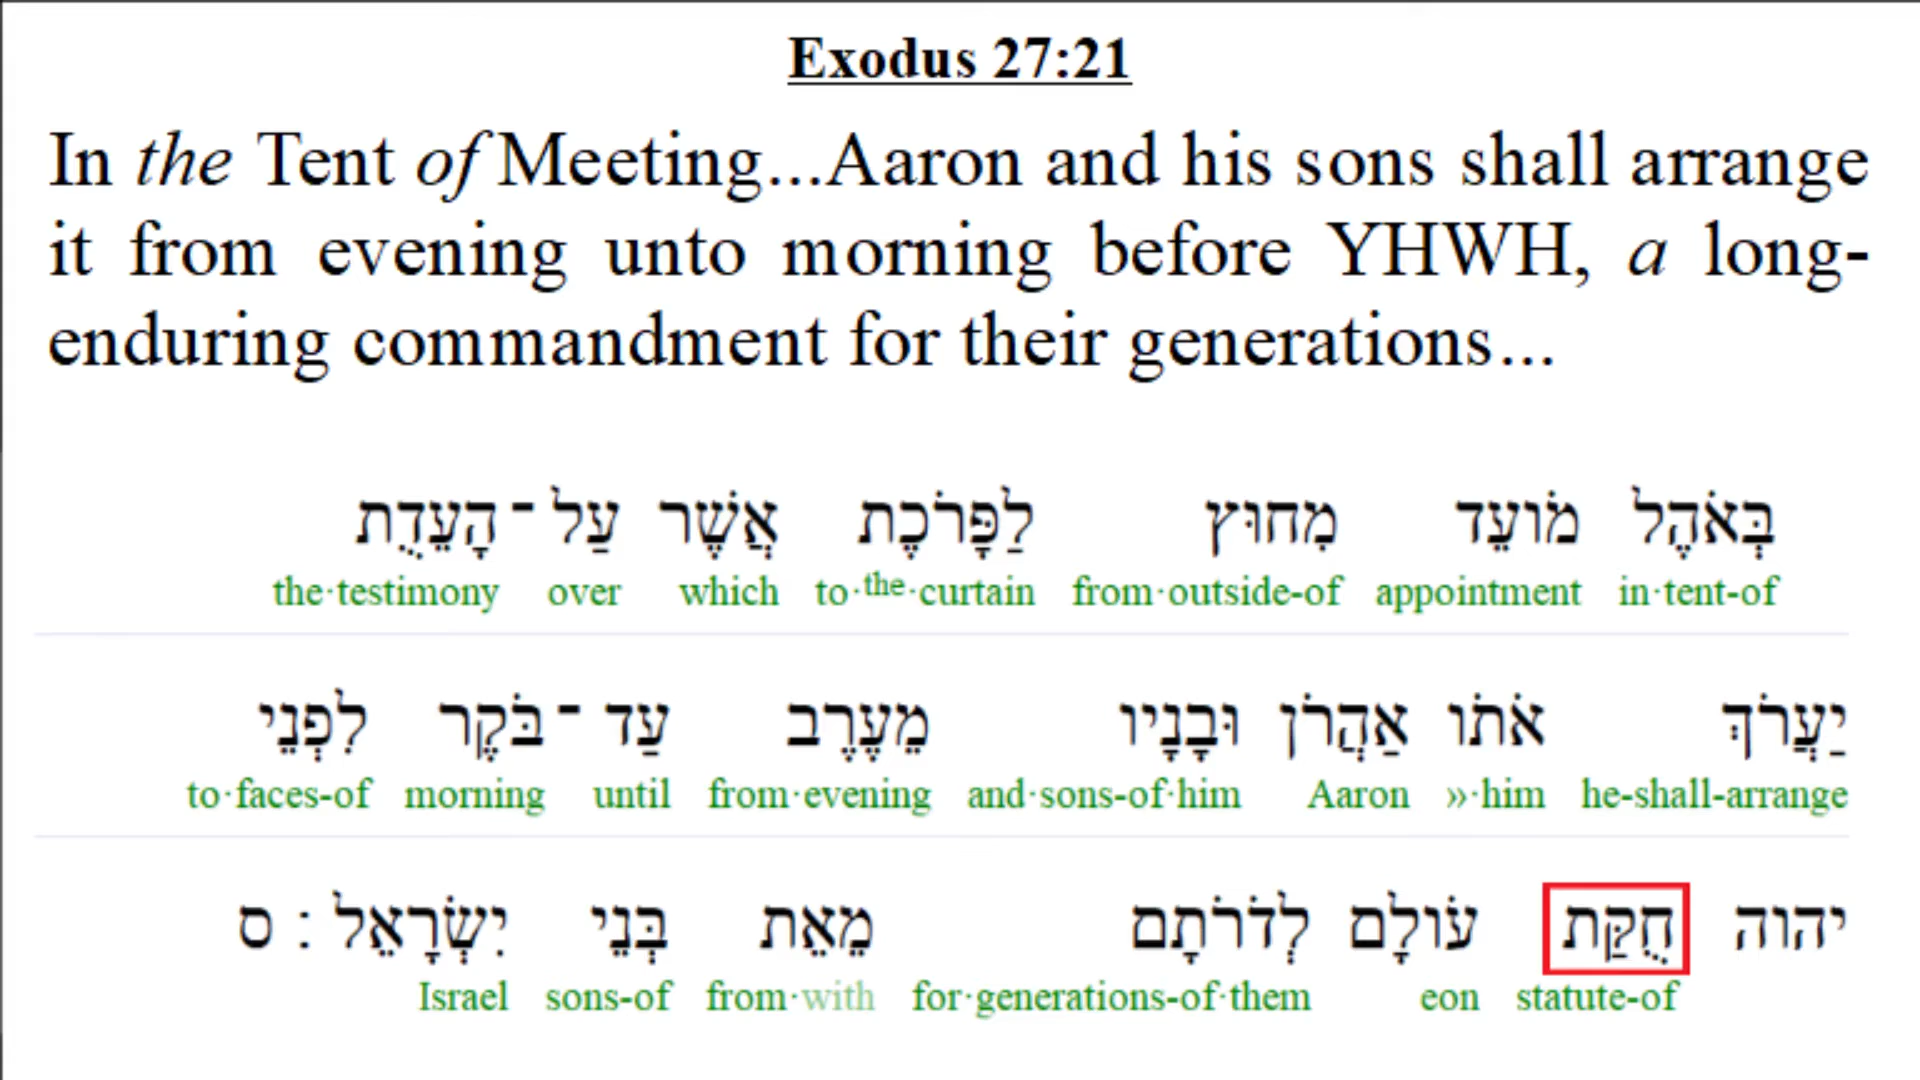 Exodus 27:21
In the Tent of Meeting...Aaron and his sons shall arrange
it from evening unto morning before YHWH, a long-
enduring commandment for their generations...
בְּאֹהֶל מֹועֵד מִחוּץ לַפָּרֹכֶת אֲשֶׁר עַל־הָעֵדֻת
the·testimony over which to·the·curtain from·outside-of appointment in·tent-of
יַעֲרֹךְ אֹתֹו אַהֲרֹן וּבָנָיו מֵעֶרֶב עַד־בֹּקֶר לִפְנֵי
to·faces-of morning until from·evening and·sons-of·him Aaron »·him he-shall-arrange
יהוה חֻקַּת עֹולָם לְדֹרֹתָם מֵאֵת בְּנֵי יִשְׂרָאֵל : ס
Israel sons-of from·with for·generations-of·them eon statute-of